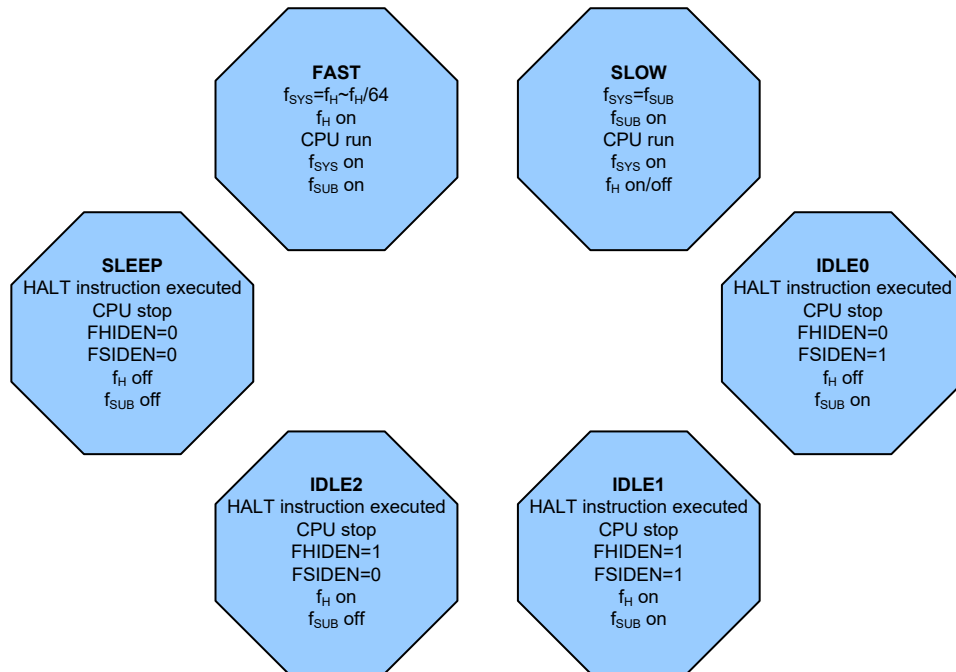 FAST
fSYS=fH~fH/64
fH on
CPU run
fSYS on
fSUB on
SLOW
fSYS=fSUB
fSUB on
CPU run
fSYS on
fH on/off
SLEEP
HALT instruction executed
CPU stop
FHIDEN=0
FSIDEN=0
fH off
fSUB off
IDLE0
HALT instruction executed
CPU stop
FHIDEN=0
FSIDEN=1
fH off
fSUB on
IDLE2
HALT instruction executed
CPU stop
FHIDEN=1
FSIDEN=0
fH on
fSUB off
IDLE1
HALT instruction executed
CPU stop
FHIDEN=1
FSIDEN=1
fH on
fSUB on